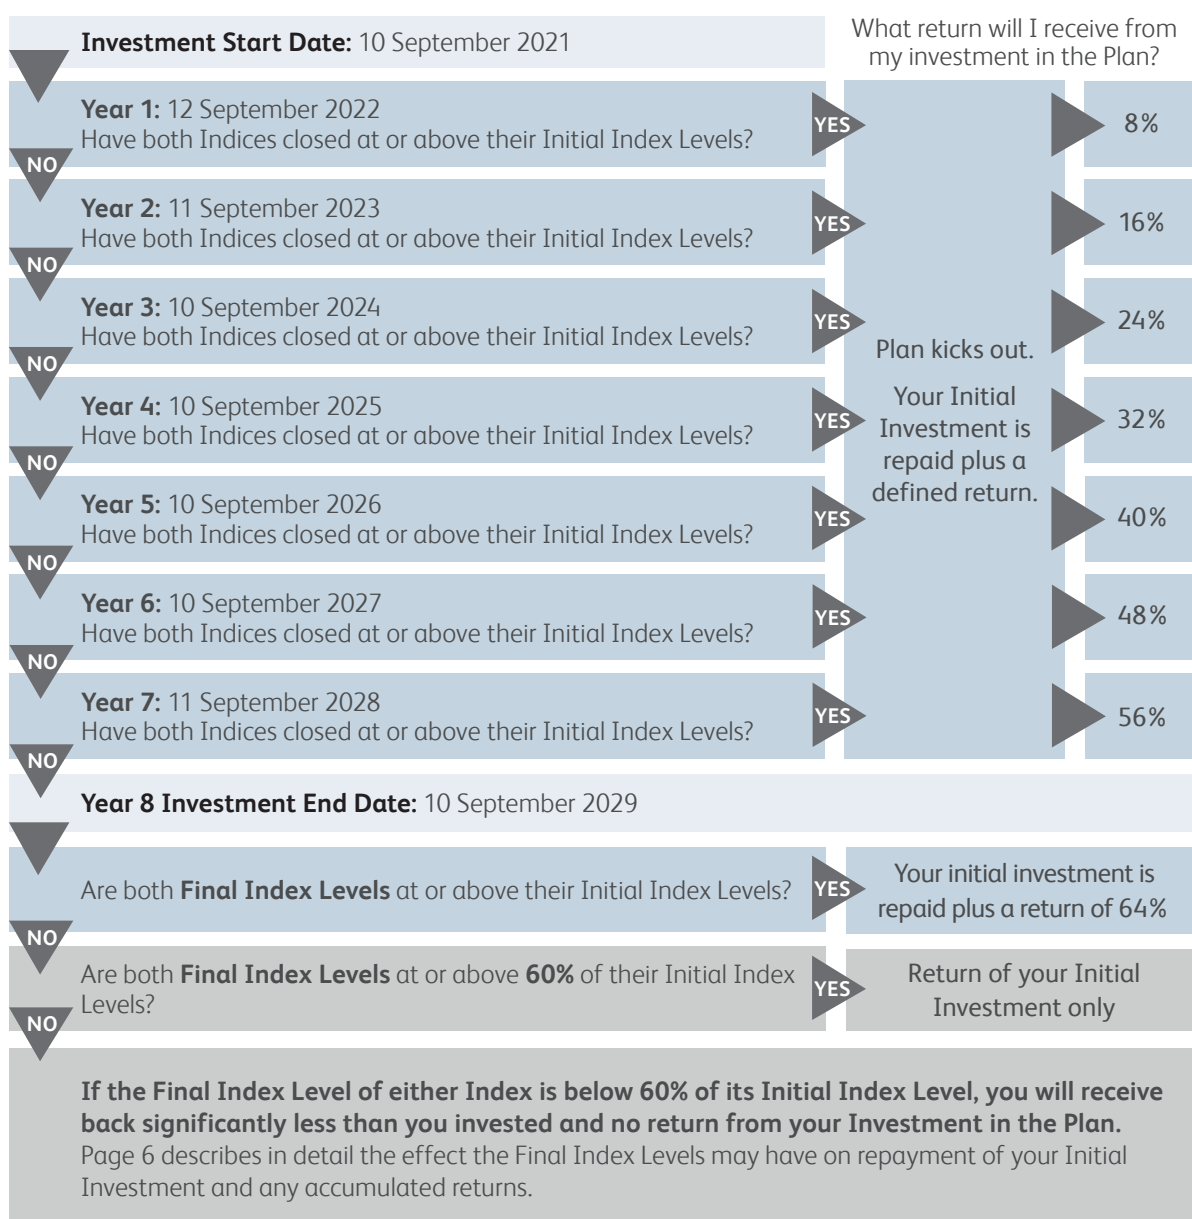 Investment Start Date: 10 September 2021
What return will I receive from
my investment in the Plan?
Year 1: 12 September 2022
Have both Indices closed at or above their Initial Index Levels?
YES
8%
NO
Year 2: 11 September 2023
Have both Indices closed at or above their Initial Index Levels?
YES
16%
NO
Year 3: 10 September 2024
Have both Indices closed at or above their Initial Index Levels?
YES
24%
NO
Year 4: 10 September 2025
Have both Indices closed at or above their Initial Index Levels?
YES
32%
NO
Year 5: 10 September 2026
Have both Indices closed at or above their Initial Index Levels?
YES
40%
NO
Year 6: 10 September 2027
Have both Indices closed at or above their Initial Index Levels?
YES
48%
NO
Year 7: 11 September 2028
Have both Indices closed at or above their Initial Index Levels?
YES
56%
NO
Plan kicks out.
Your Initial
Investment is
repaid plus a
defined return.
Year 8 Investment End Date: 10 September 2029
Are both Final Index Levels at or above their Initial Index Levels?
YES
Your initial investment is
repaid plus a return of 64%
NO
Are both Final Index Levels at or above 60% of their Initial Index
Levels?
YES
Return of your Initial
Investment only
NO
If the Final Index Level of either Index is below 60% of its Initial Index Level, you will receive
back significantly less than you invested and no return from your Investment in the Plan.
Page 6 describes in detail the effect the Final Index Levels may have on repayment of your Initial
Investment and any accumulated returns.